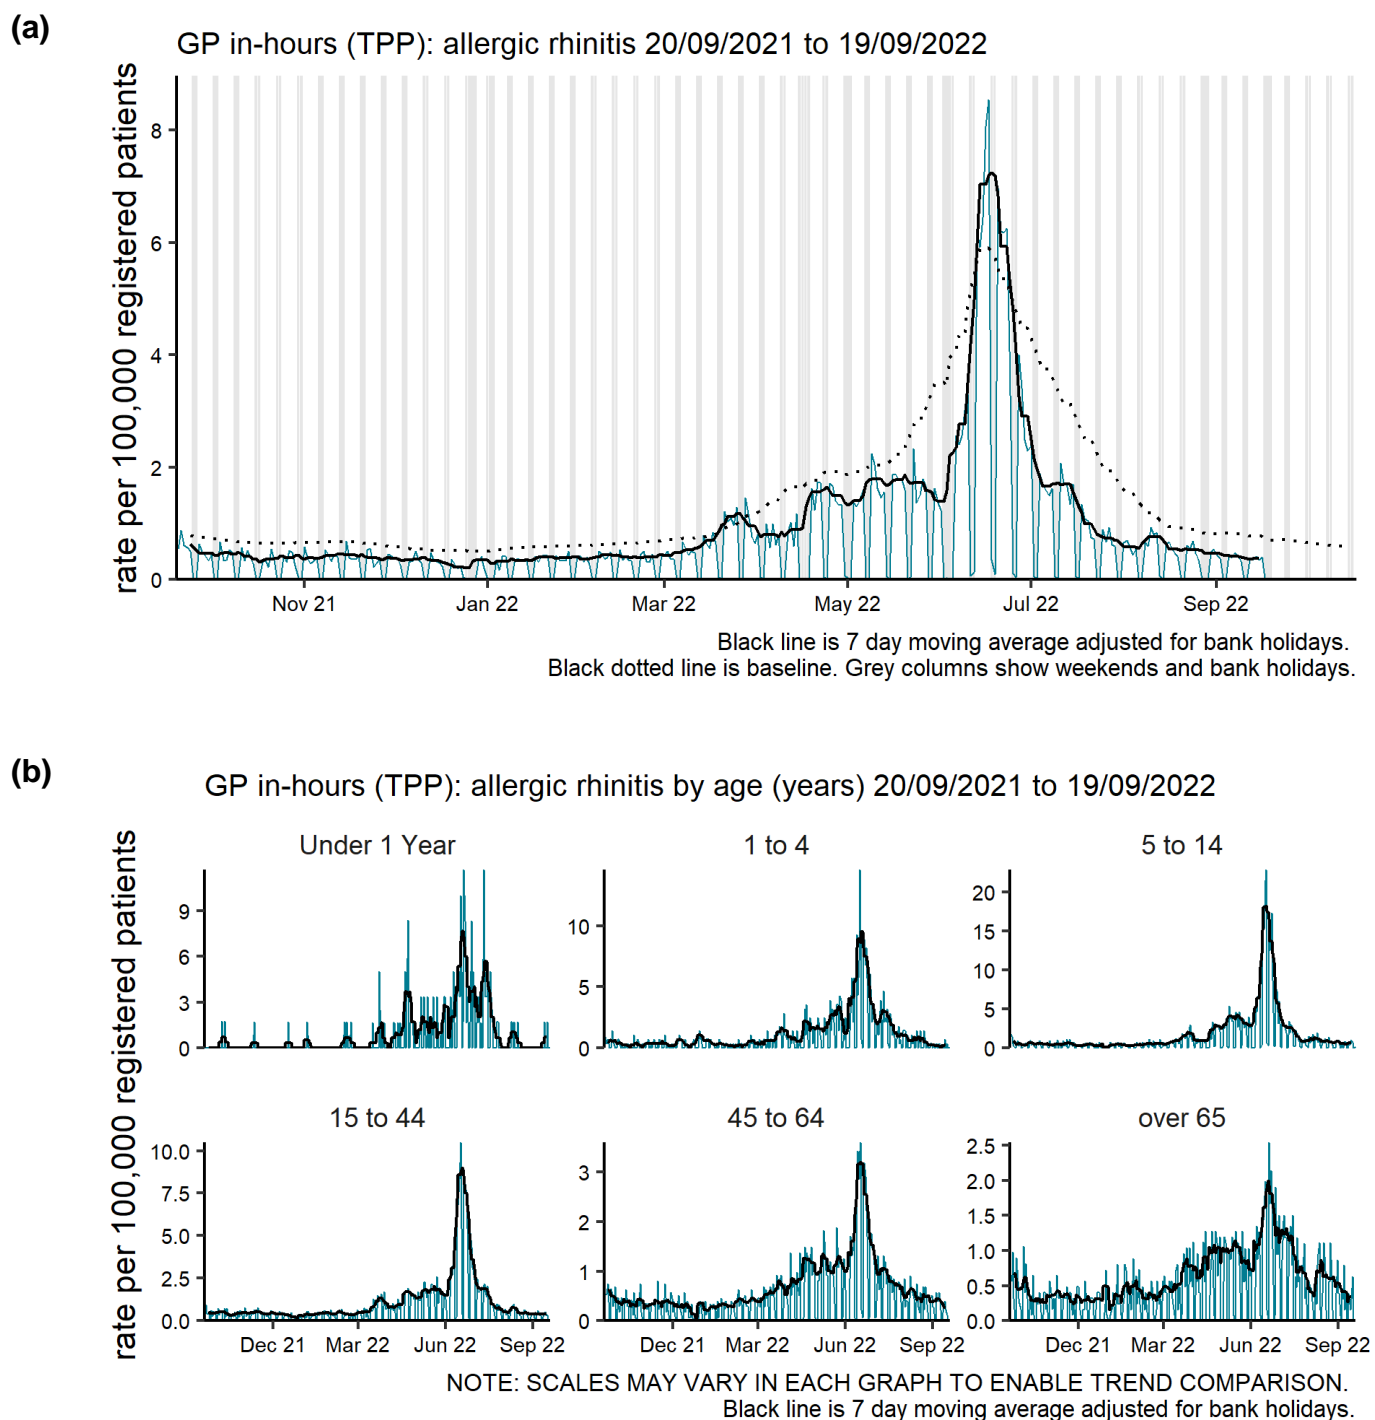 (a)
GP in-hours (TPP): allergic rhinitis 20/09/2021 to 19/09/2022
rate per 100,000 registered patients
8
6
4
2
0
Nov 21 Jan 22 Mar 22 May 22 Jul 22 Sep 22
Black line is 7 day moving average adjusted for bank holidays.
Black dotted line is baseline. Grey columns show weekends and bank holidays.
(b)
GP in-hours (TPP): allergic rhinitis by age (years) 20/09/2021 to 19/09/2022
rate per 100,000 registered patients
Under 1 Year
9
6
3
0
1 to 4
10
5
0
5 to 14
20
15
10
5
0
rate per 100,000 registered patients
15 to 44
10.0
7.5
5.0
2.5
0.0
Dec 21 Mar 22 Jun 22 Sep 22
45 to 64
3
2
1
0
Dec 21 Mar 22 Jun 22 Sep 22
over 65
2.5
2.0
1.5
1.0
0.5
0.0
Dec 21 Mar 22 Jun 22 Sep 22
NOTE: SCALES MAY VARY IN EACH GRAPH TO ENABLE TREND COMPARISON.
Black line is 7 day moving average adjusted for bank holidays.